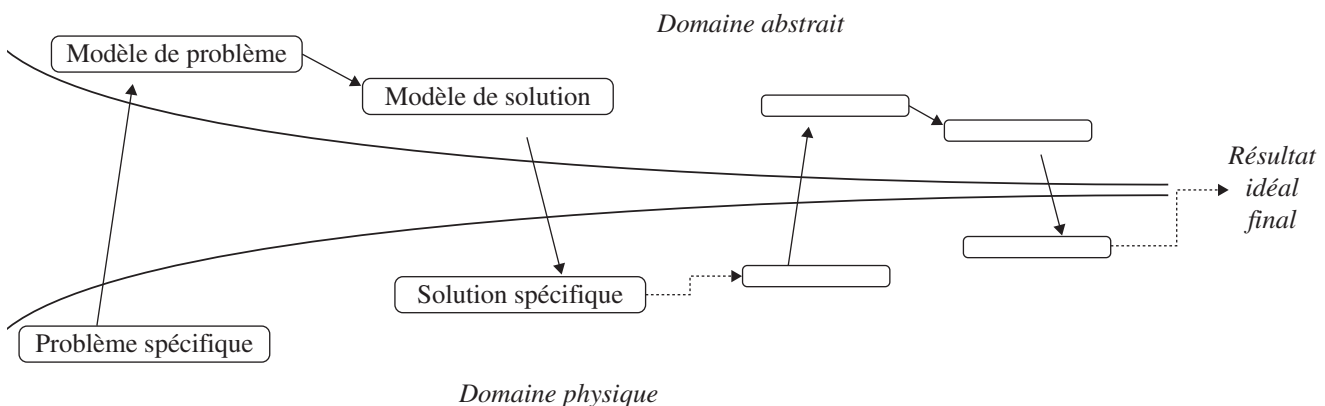 Domaine abstrait
Modèle de problème
Modèle de solution
Résultat
idéal
final
Solution spécifique
Problème spécifique
Domaine physique